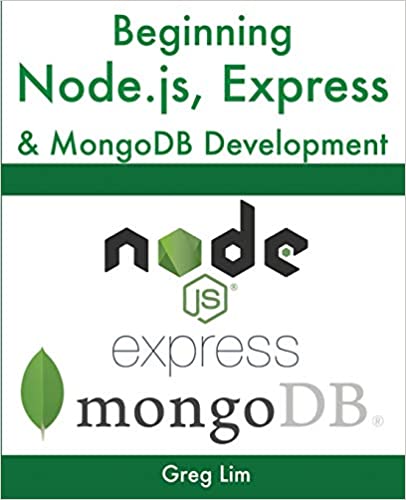 Beginning
Node.js, Express
& MongoDB Development
node
JS®
express
mongoDB®
Greg Lim